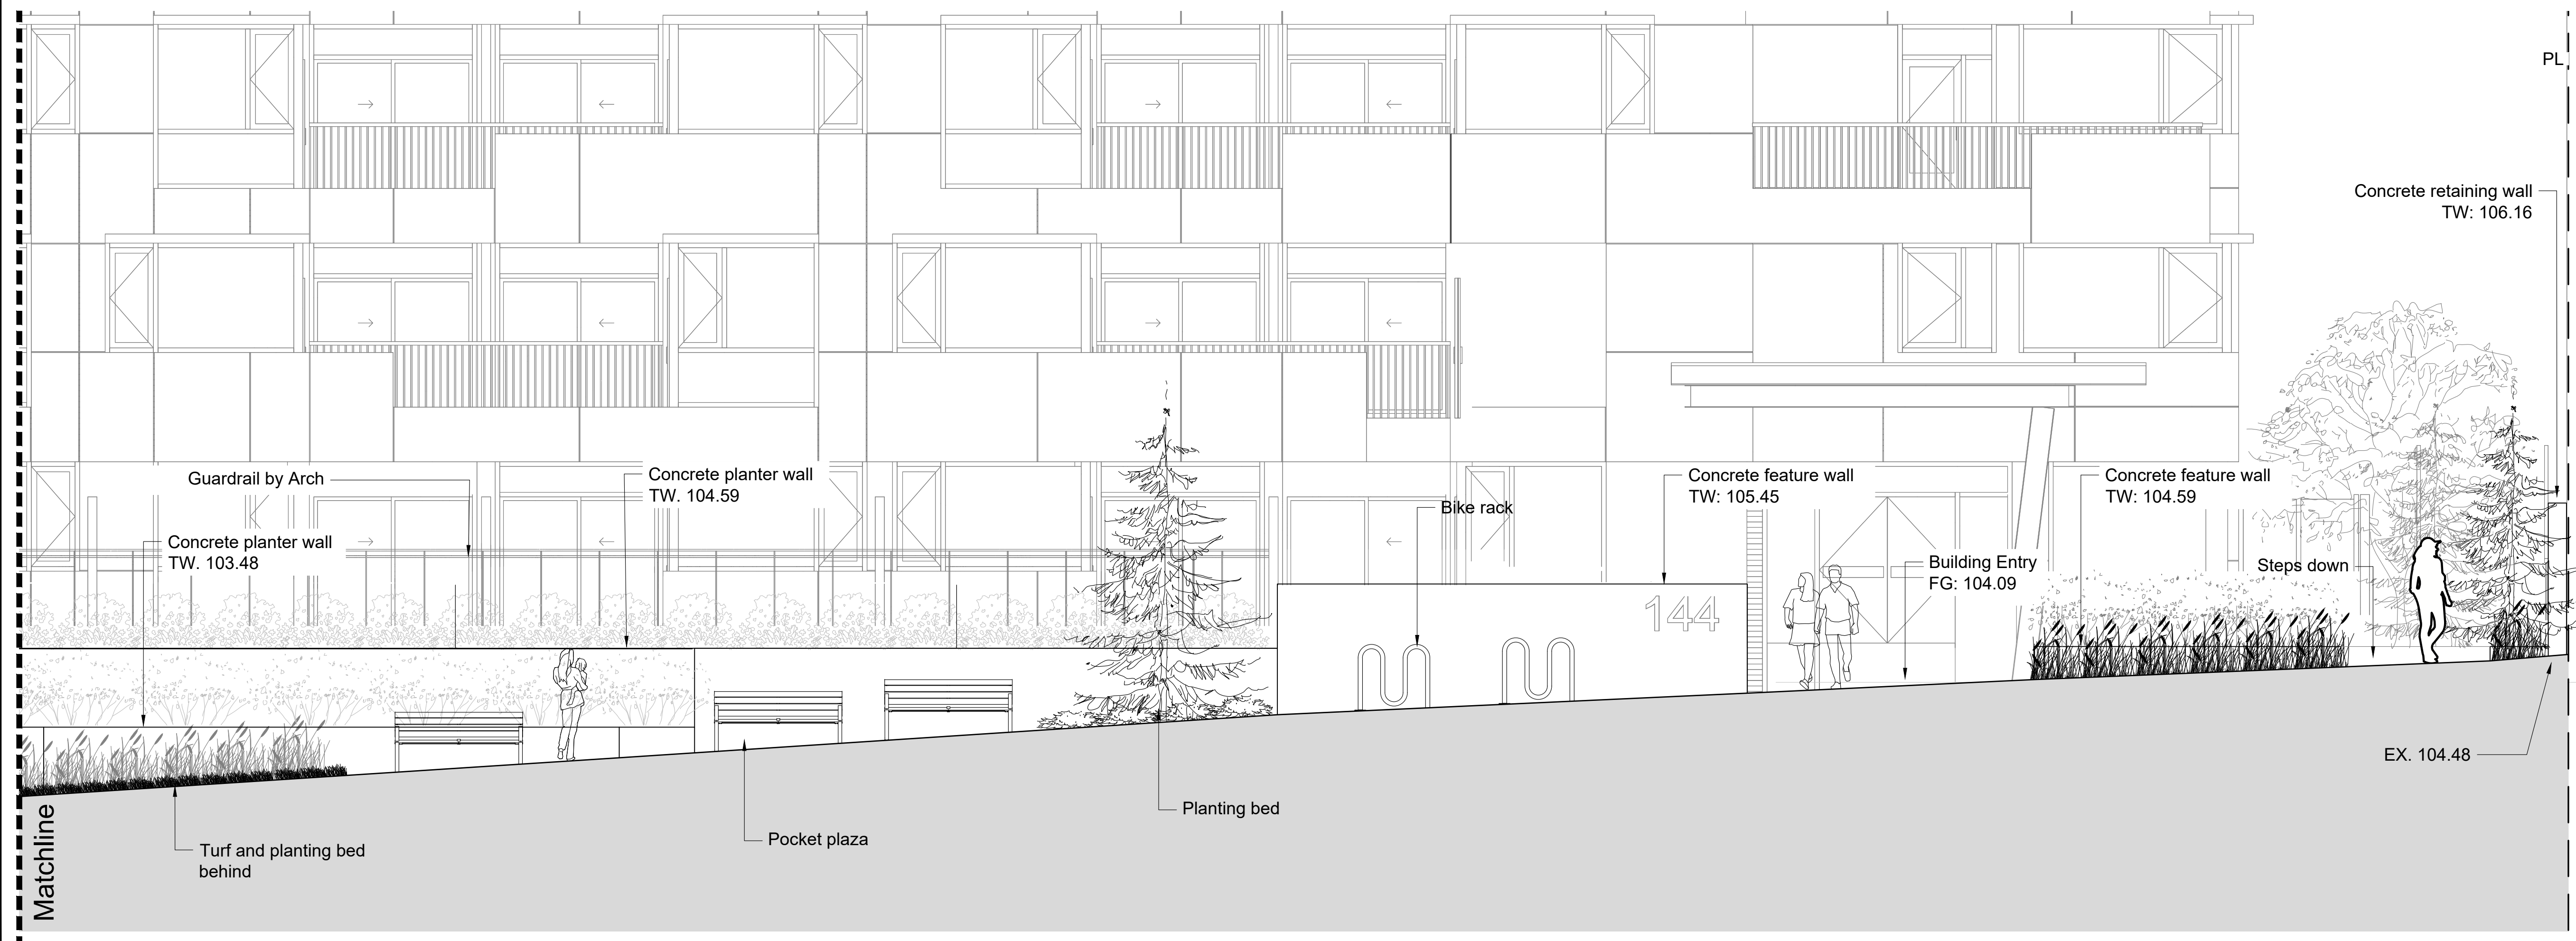 PL
Concrete retaining wall
TW: 106.16
Guardrail by Arch
Concrete planter wall
TW. 104.59
Concrete feature wall
TW: 105.45
Concrete feature wall
TW: 104.59
Bike rack
Concrete planter wall
TW. 103.48
Building Entry
FG: 104.09
Steps down
144
EX. 104.48
Planting bed
Pocket plaza
Turf and planting bed
behind
Matchline